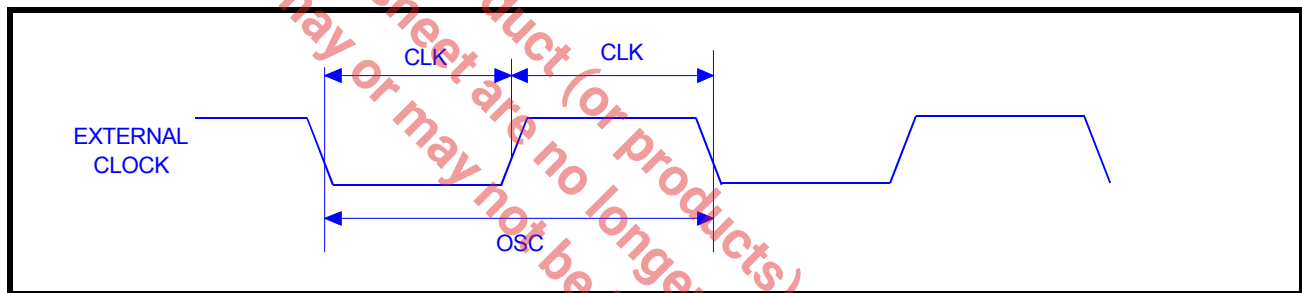 CLK
CLK
EXTERNAL
CLOCK
OSC
duct (or products)
sheet are no longer
may or may not be